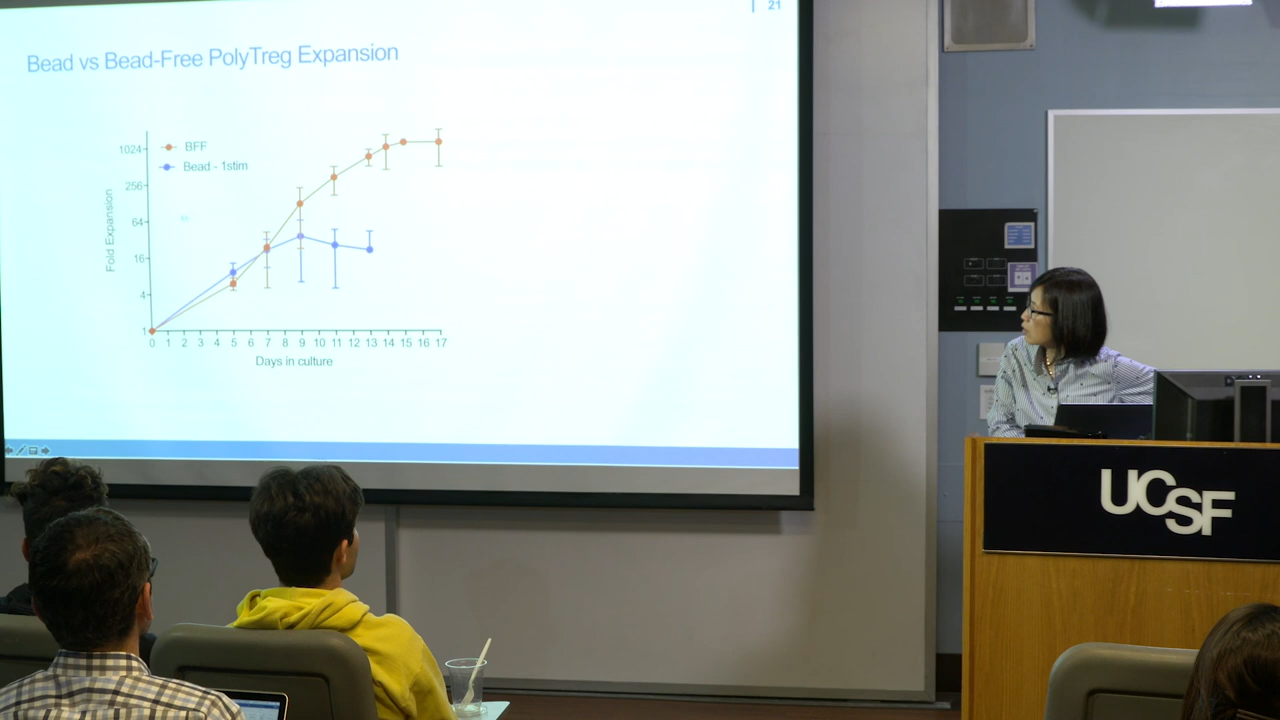 21
Bead vs Bead-Free PolyTreg Expansion
BFF
Bead - 1stim
1024
256
64
16
4
1
Fold Expansion
0 1 2 3 4 5 6 7 8 9 10 11 12 13 14 15 16 17
Days in culture
UCSF